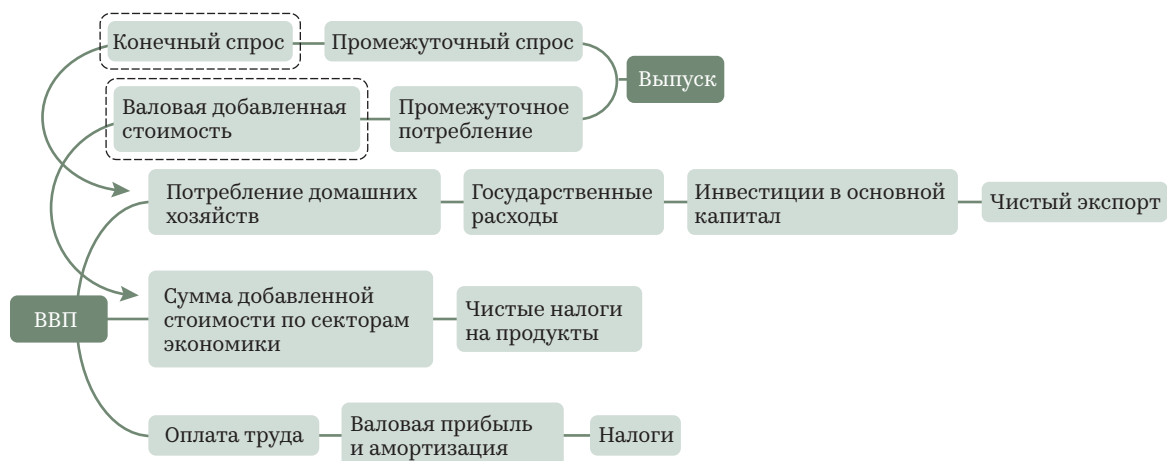 Конечный спрос
Промежуточный спрос
Выпуск
Валовая добавленная
стоимость
Промежуточное
потребление
Потребление домашних
хозяйств
Государственные
расходы
Инвестиции в основной
капитал
Чистый экспорт
ВВП
Сумма добавленной
стоимости по секторам
экономики
Чистые налоги
на продукты
Оплата труда
Валовая прибыль
и амортизация
Налоги